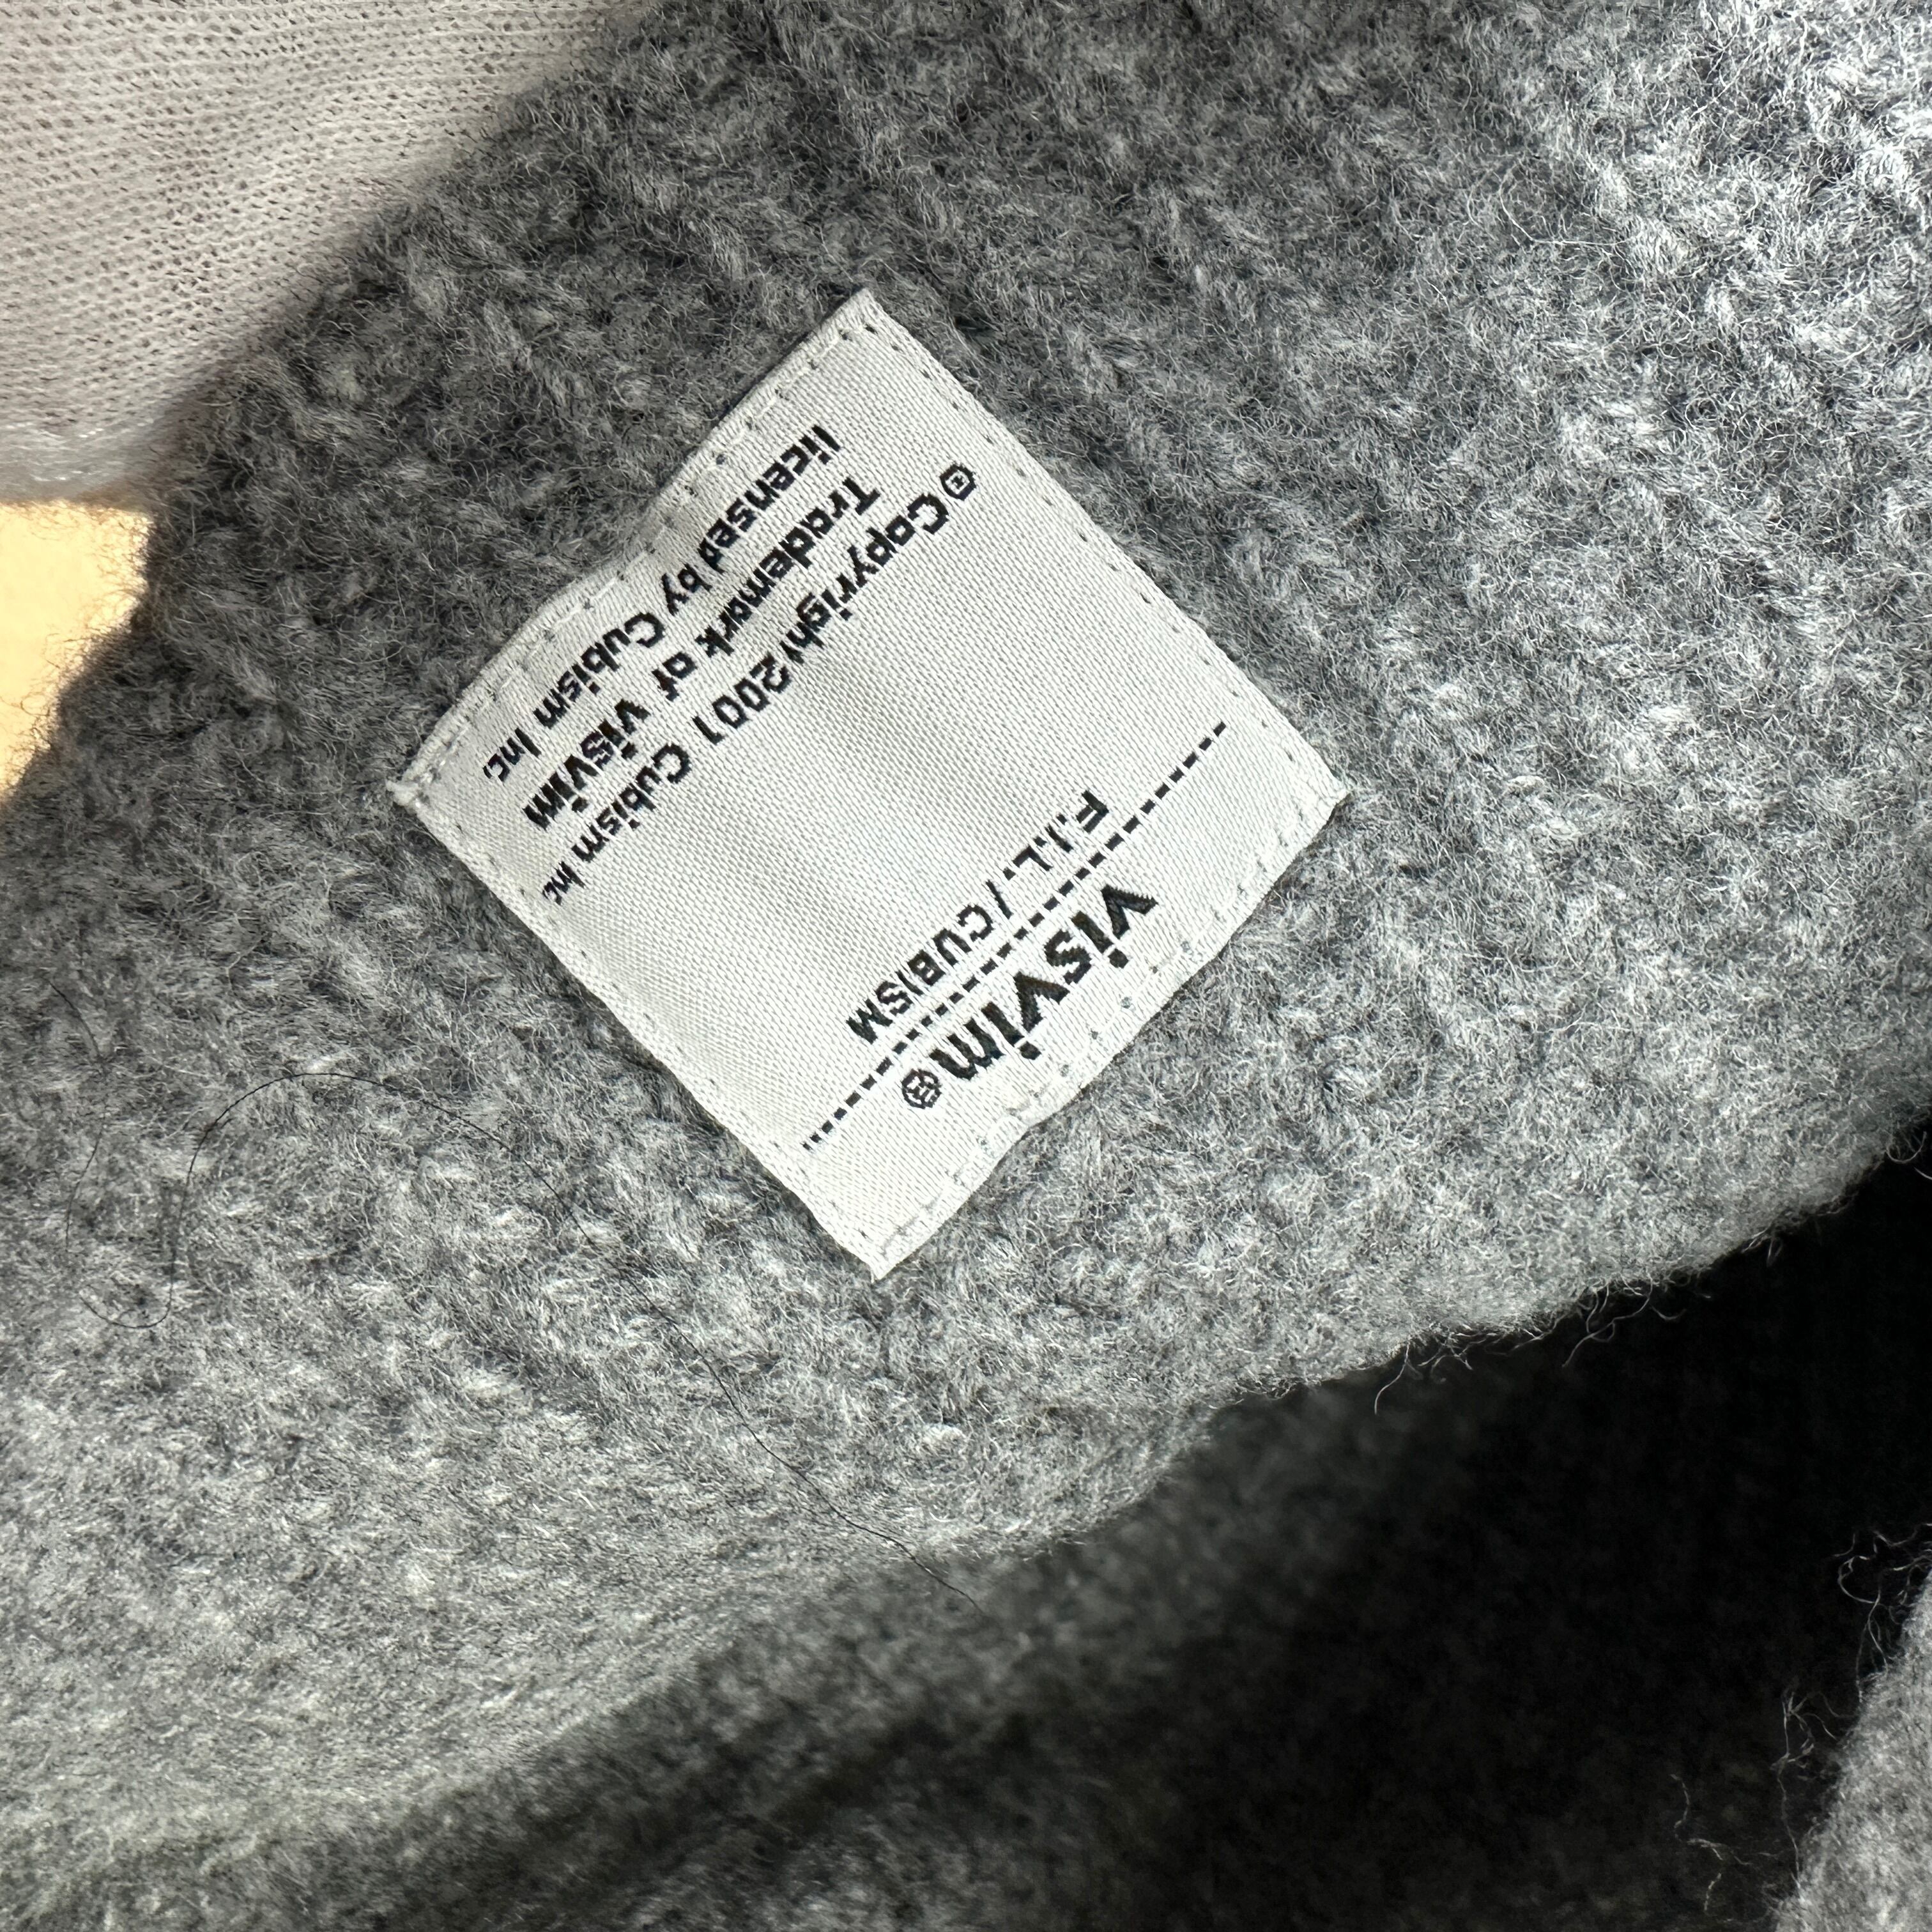 visvim®
F.I.L. / CUBISM
© Copyright 2001 Cubism Inc
Trademark of visvim
licensed by Cubism Inc.